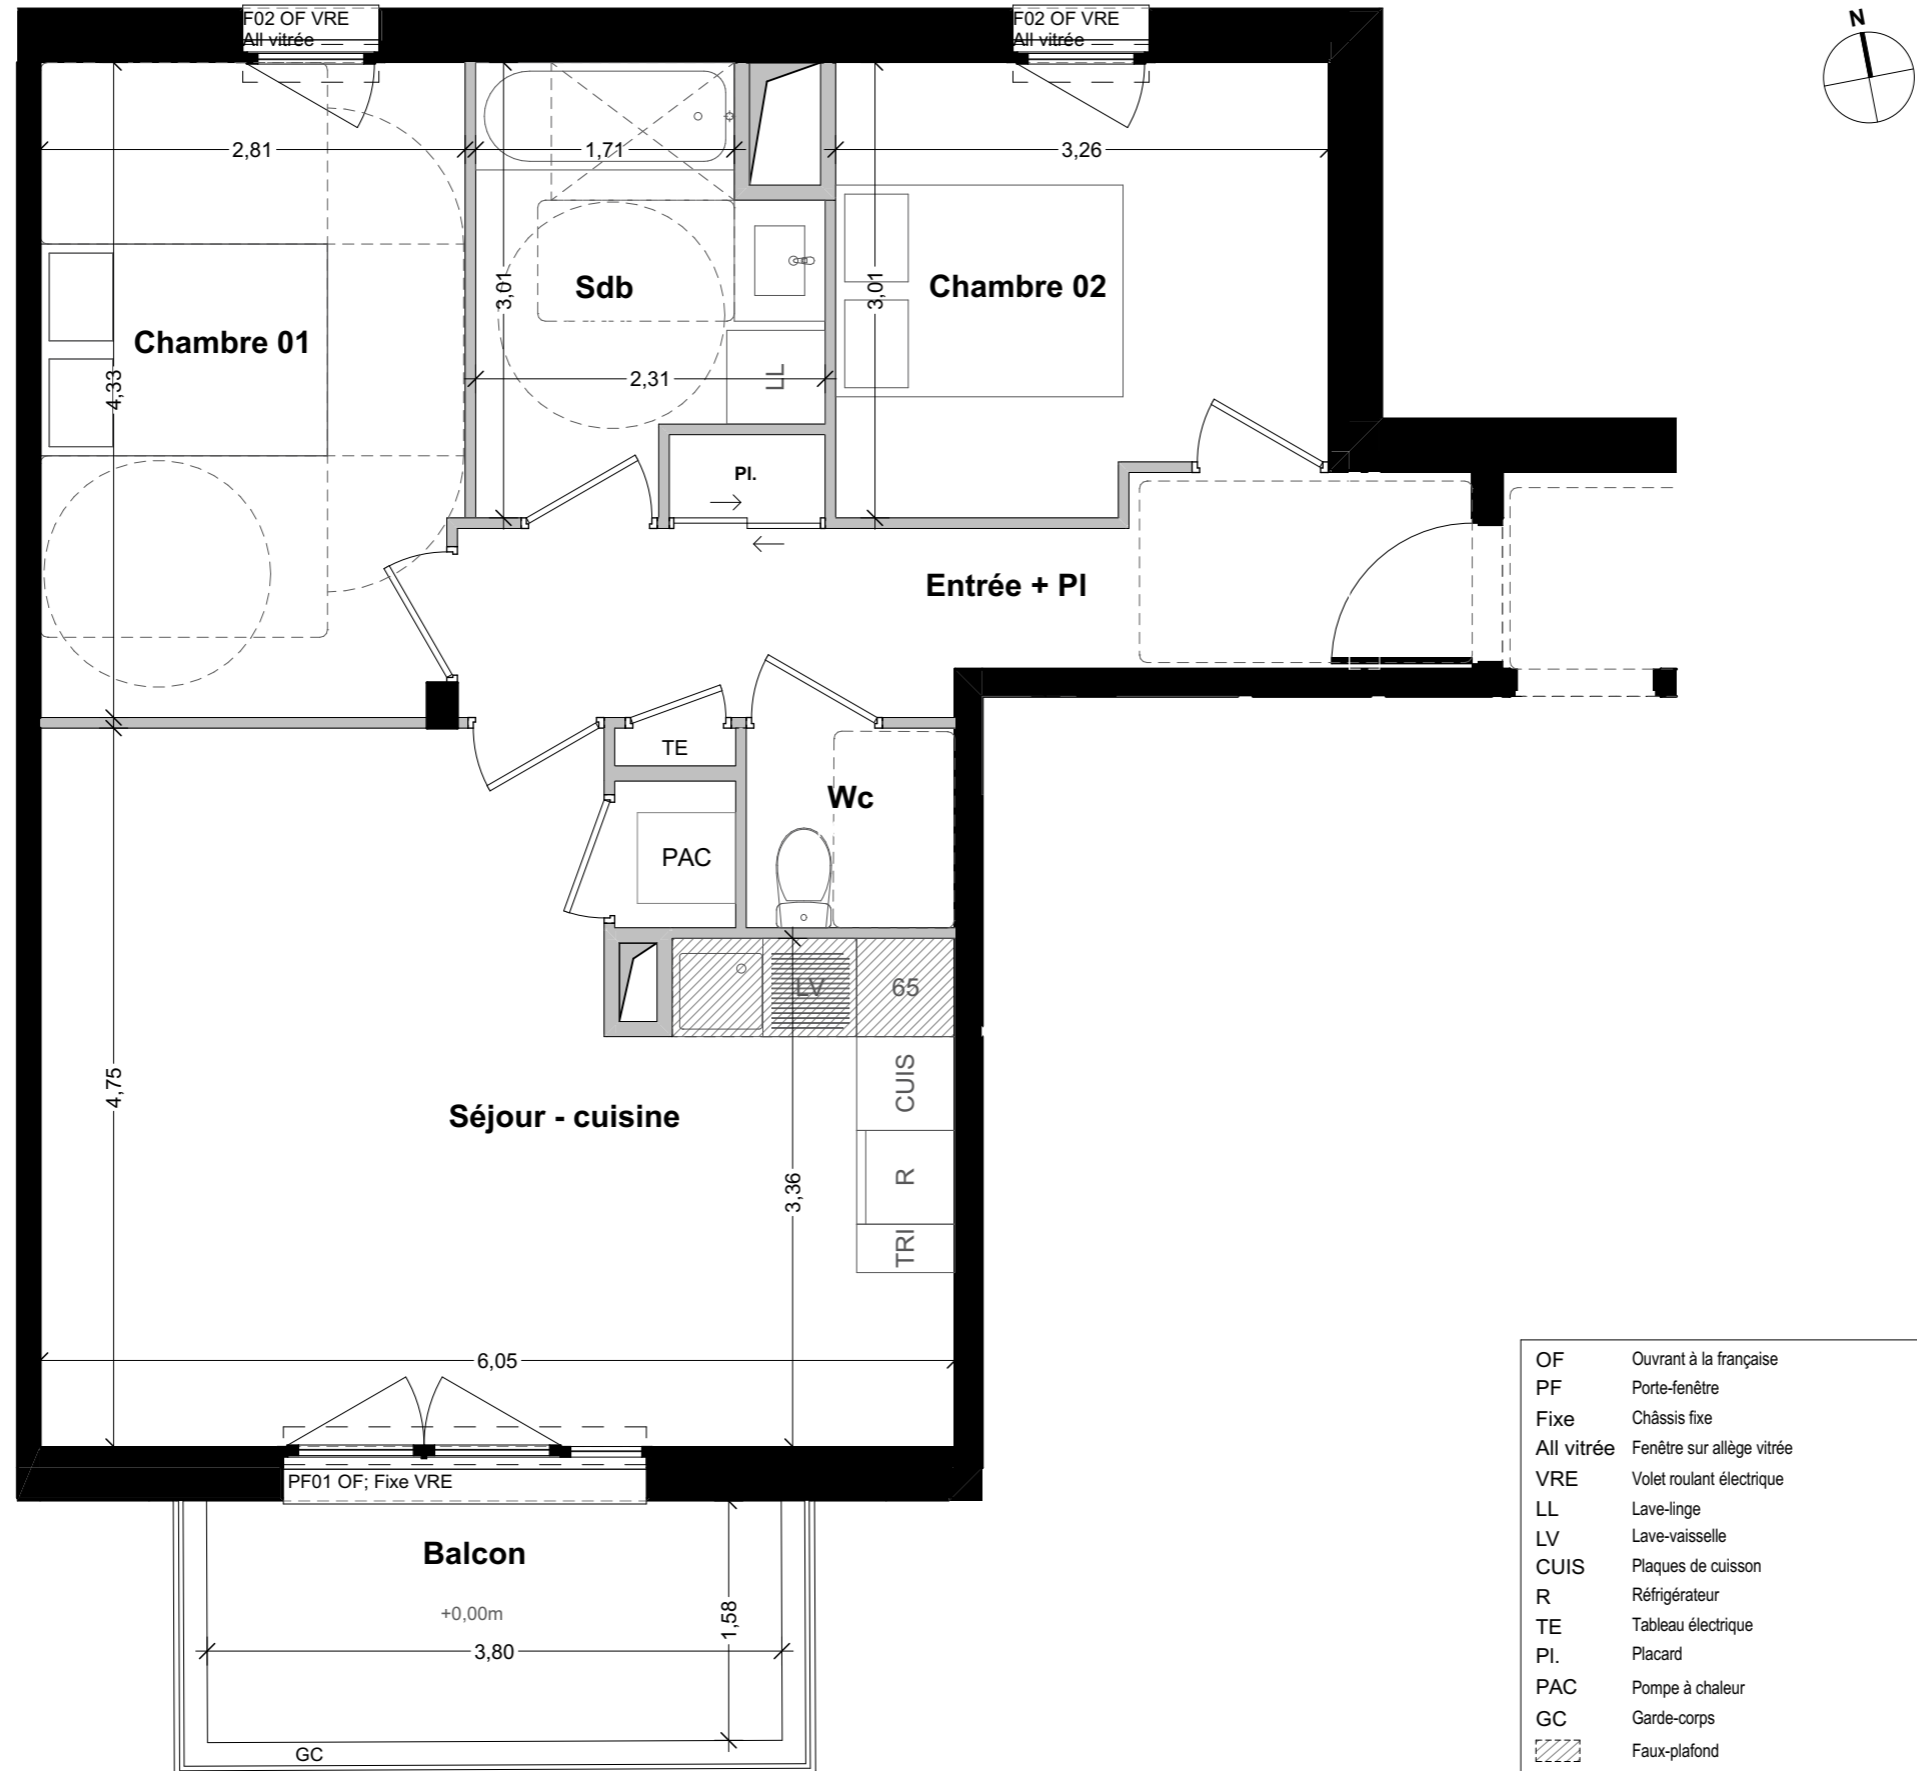 F02 OF VRE
All vitrée
F02 OF VRE
All vitrée
N
2,81
1,71
3,26
Sdb
3,01
Chambre 02
3,01
Chambre 01
4,33
2,31
LL
Pl.
Entrée + Pl
TE
Wc
PAC
LV
65
CUIS
4,75
Séjour - cuisine
R
3,36
TRI
6,05
PF01 OF; Fixe VRE
Balcon
+0,00m
1,58
3,80
GC
OF Ouvrant à la française
PF Porte-fenêtre
Fixe Châssis fixe
All vitrée Fenêtre sur allège vitrée
VRE Volet roulant électrique
LL Lave-linge
LV Lave-vaisselle
CUIS Plaques de cuisson
R Réfrigérateur
TE Tableau électrique
Pl. Placard
PAC Pompe à chaleur
GC Garde-corps
Faux-plafond